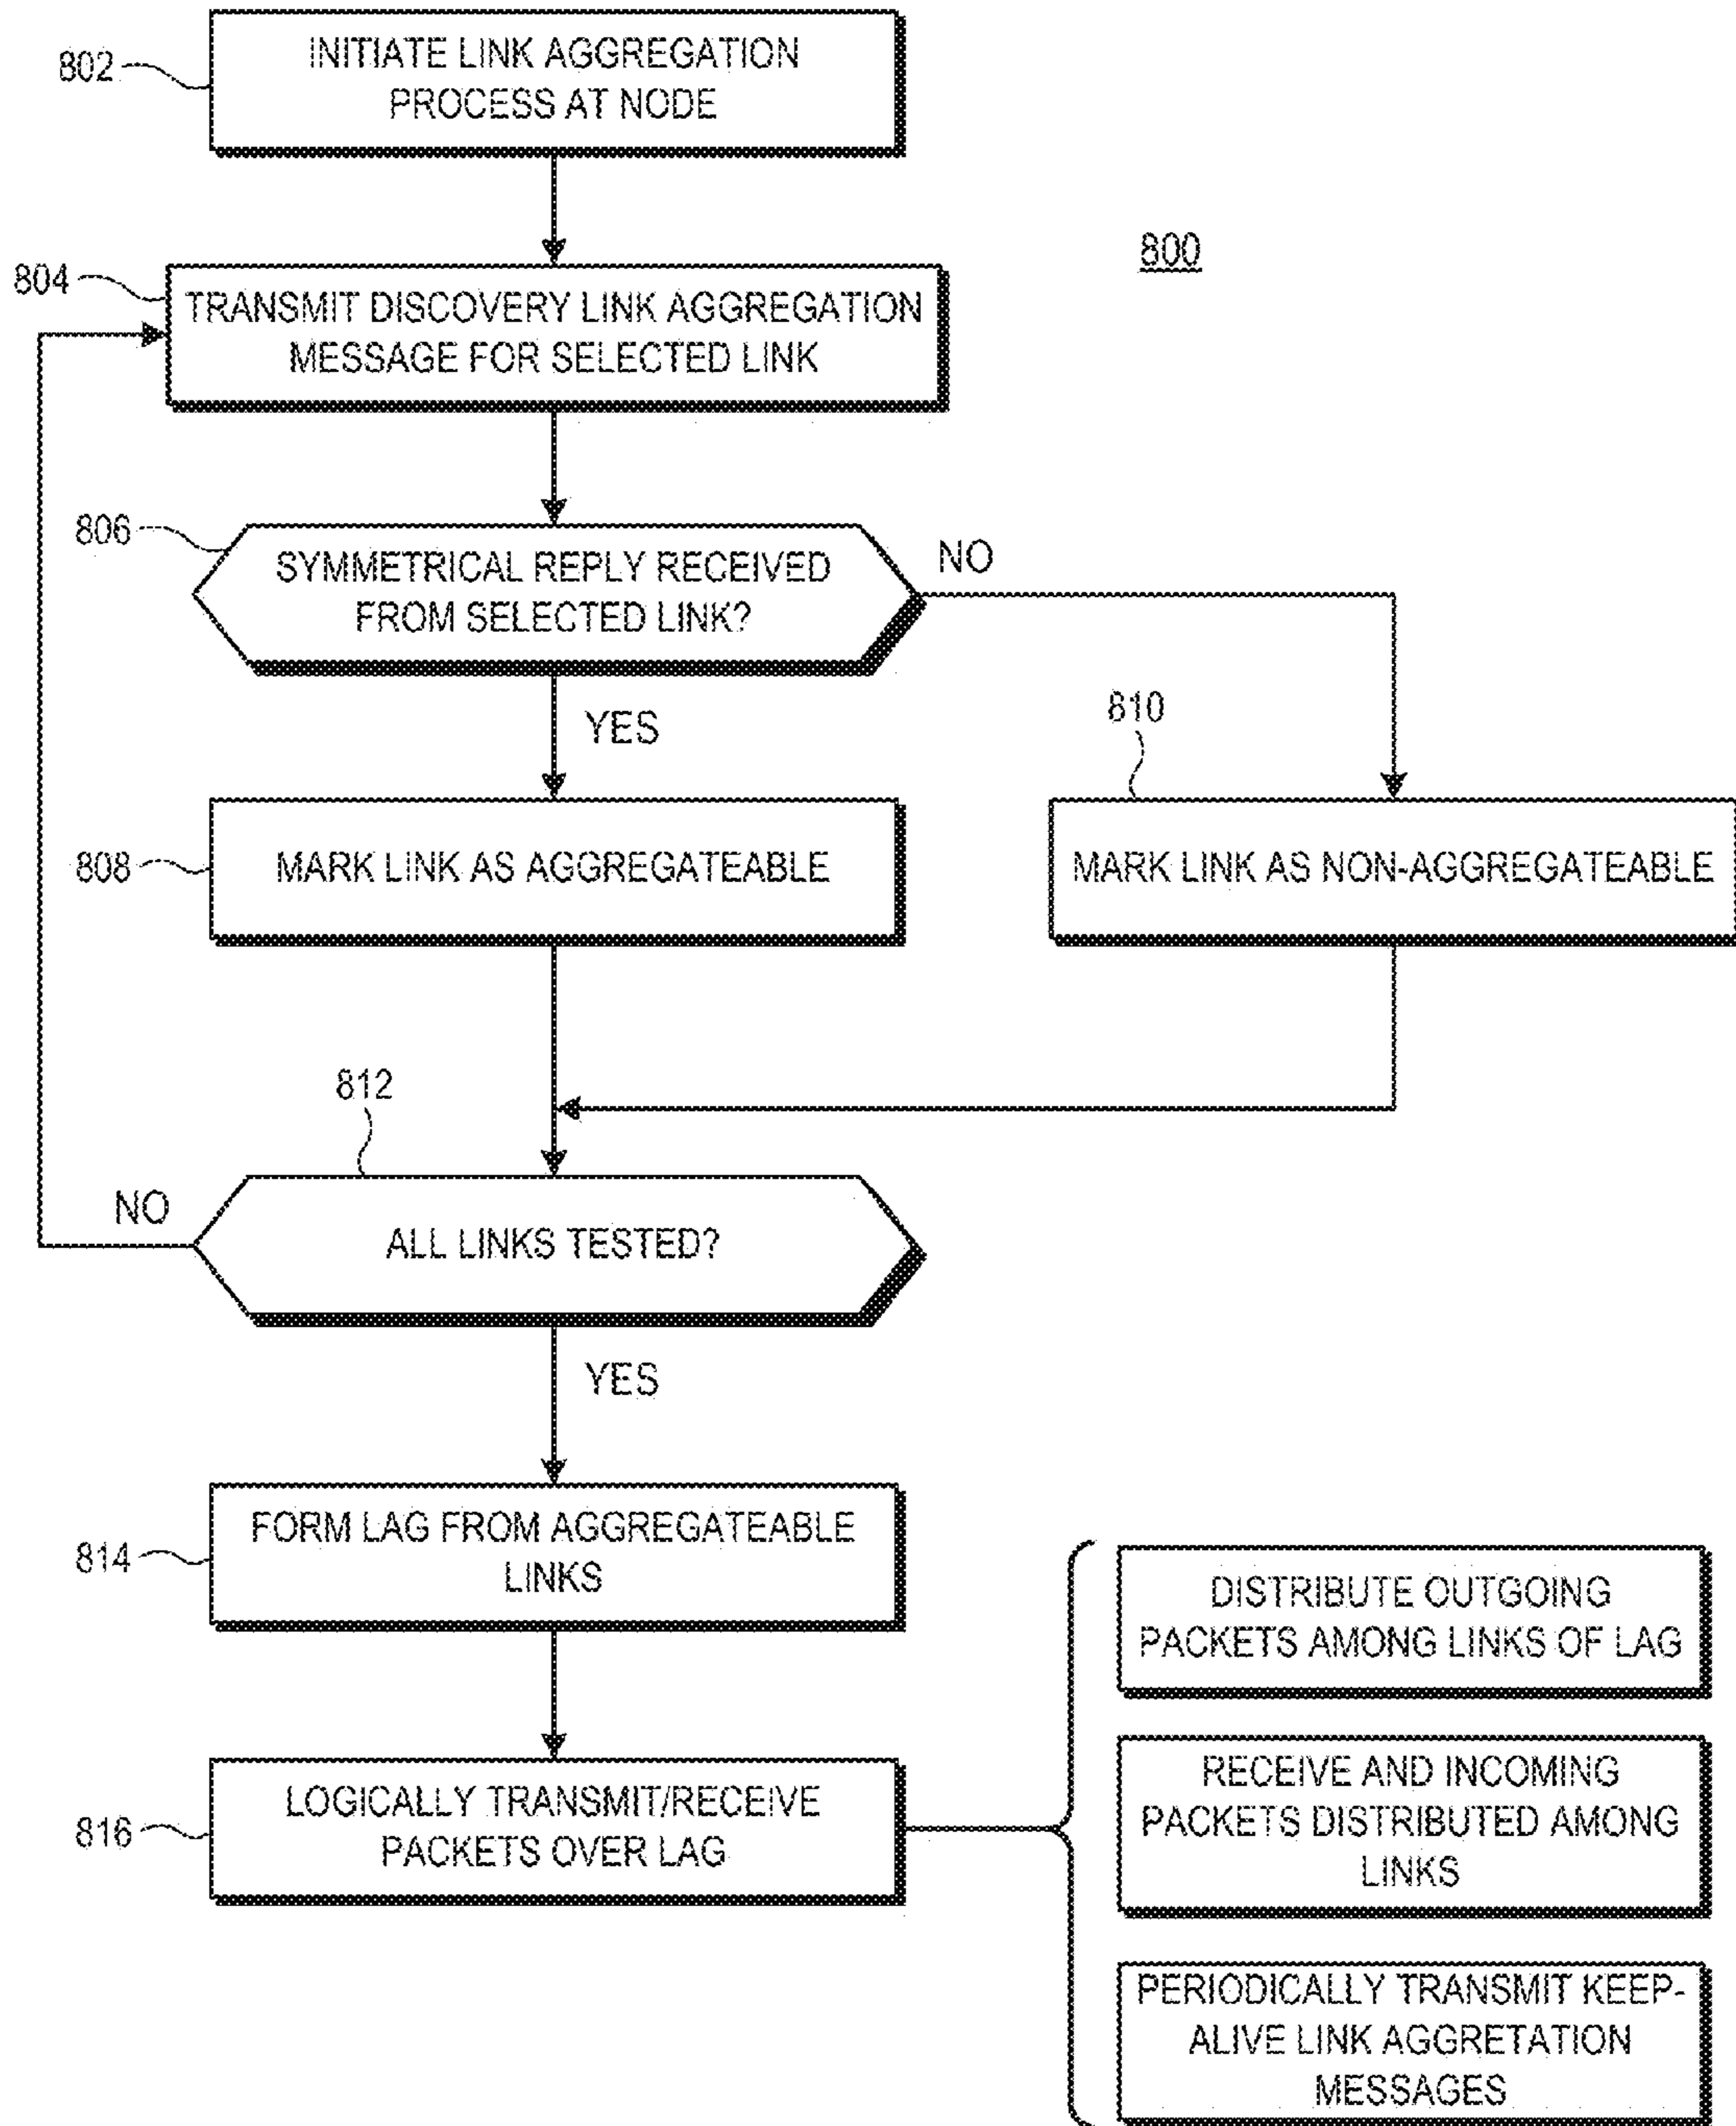 802
INITIATE LINK AGGREGATION
PROCESS AT NODE
800
804
TRANSMIT DISCOVERY LINK AGGREGATION
MESSAGE FOR SELECTED LINK
806
SYMMETRICAL REPLY RECEIVED
FROM SELECTED LINK?
NO
YES
810
808
MARK LINK AS AGGREGATEABLE
MARK LINK AS NON-AGGREGATEABLE
812
NO
ALL LINKS TESTED?
YES
814
FORM LAG FROM AGGREGATEABLE
LINKS
816
LOGICALLY TRANSMIT/RECEIVE
PACKETS OVER LAG
DISTRIBUTE OUTGOING
PACKETS AMONG LINKS OF LAG
RECEIVE AND INCOMING
PACKETS DISTRIBUTED AMONG
LINKS
PERIODICALLY TRANSMIT KEEP-
ALIVE LINK AGGRETATION
MESSAGES